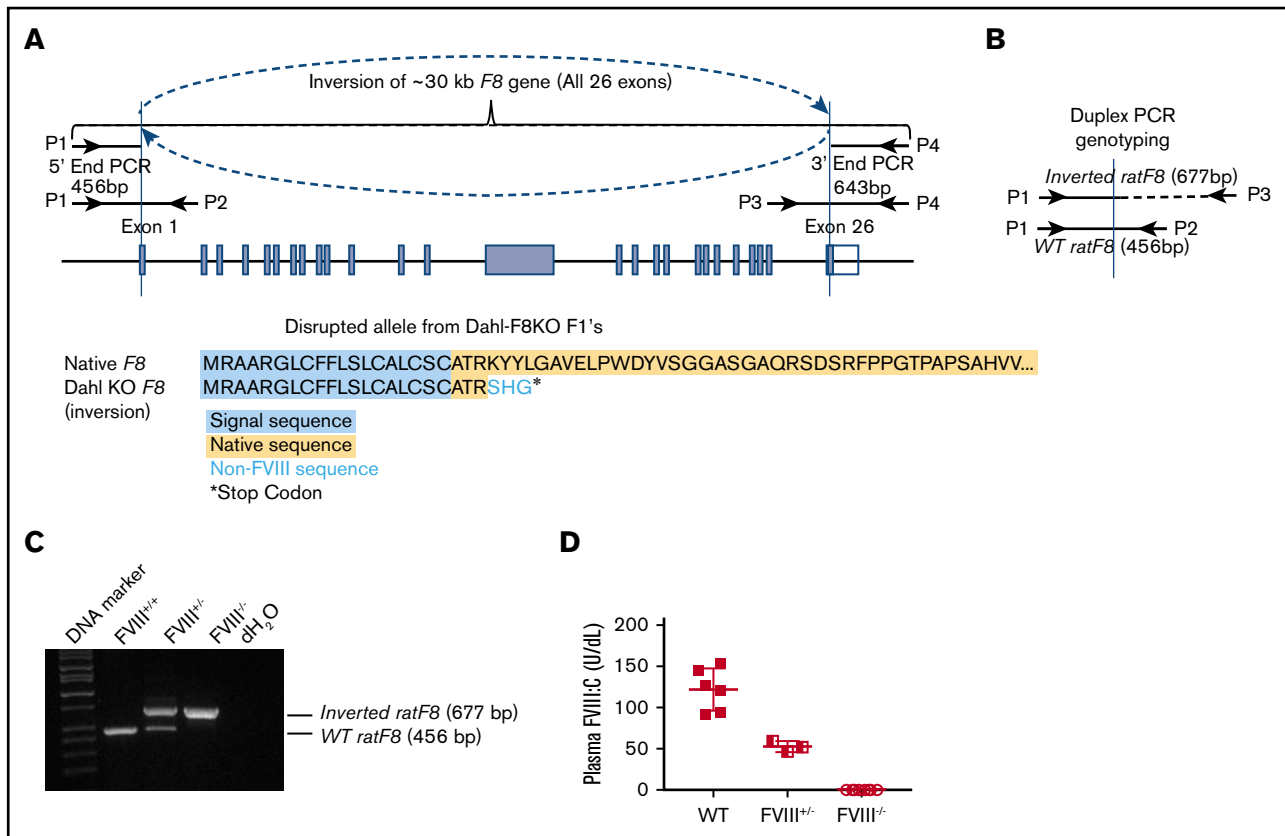 A
Inversion of ~30 kb F8 gene (All 26 exons)
P1
P4
5' End PCR
456bp
3' End PCR
643bp
P1
P2
P3
P4
Exon 1
Exon 26
Disrupted allele from Dahl-F8KO F1's
Native F8
MRAARGLCFFLSLCALCSCATRKYYLGAVELPWDYVSGGASGAQRSDSRFPPGTPAPSAHVV...
Dahl KO F8
(inversion)
MRAARGLCFFLSLCALCSCATRSHG*
Signal sequence
Native sequence
Non-FVIII sequence
*Stop Codon
B
Duplex PCR
genotyping
Inverted ratF8 (677bp)
P1
P3
P1
P2
WT ratF8 (456bp)
C
DNA marker
FVIII+/+
FVIII+/-
FVIII-/-
dH2O
Inverted ratF8 (677 bp)
WT ratF8 (456 bp)
D
Plasma FVIII:C (U/dL)
200
150
100
50
0
WT
FVIII+/-
FVIII-/-